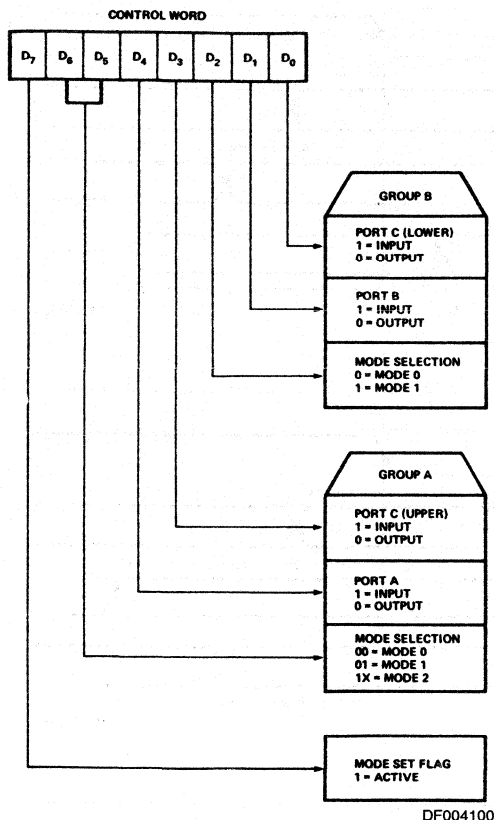 CONTROL WORD
D7 D6 D5 D4 D3 D2 D1 D0
GROUP B
PORT C (LOWER)
1 = INPUT
0 = OUTPUT
PORT B
1 = INPUT
0 = OUTPUT
MODE SELECTION
0 = MODE 0
1 = MODE 1
GROUP A
PORT C (UPPER)
1 = INPUT
0 = OUTPUT
PORT A
1 = INPUT
0 = OUTPUT
MODE SELECTION
00 = MODE 0
01 = MODE 1
1X = MODE 2
MODE SET FLAG
1 = ACTIVE
DF004100